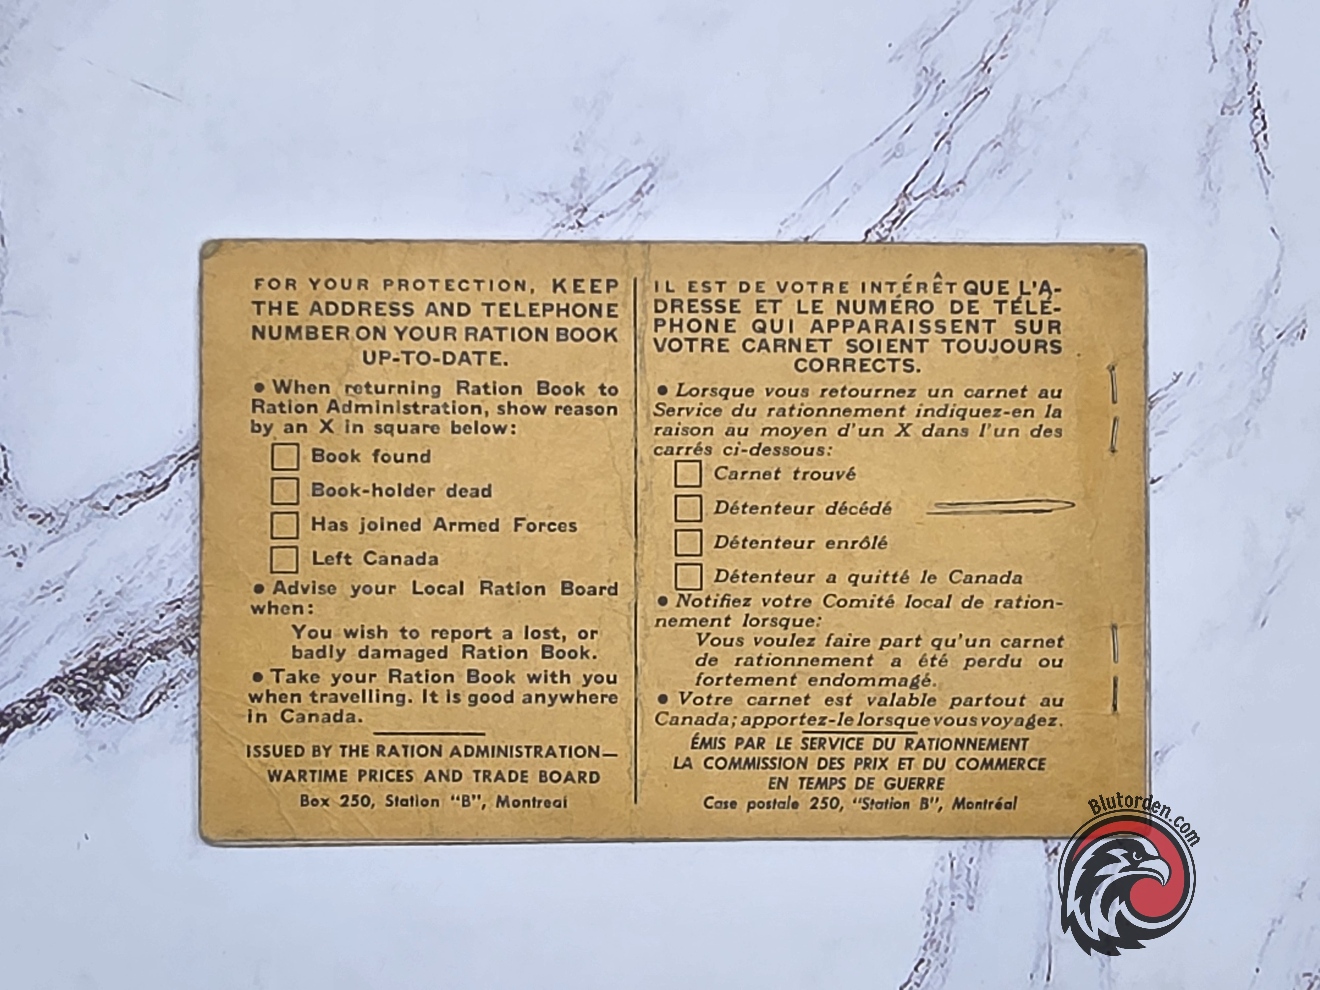 FOR YOUR PROTECTION, KEEP
THE ADDRESS AND TELEPHONE
NUMBER ON YOUR RATION BOOK
UP-TO-DATE.
• When returning Ration Book to
Ration Administration, show reason
by an X in square below:
Book found
Book-holder dead
Has joined Armed Forces
Left Canada
• Advise your Local Ration Board
when:
You wish to report a lost, or
badly damaged Ration Book.
• Take your Ration Book with you
when travelling. It is good anywhere
in Canada.
ISSUED BY THE RATION ADMINISTRATION—
WARTIME PRICES AND TRADE BOARD
Box 250, Station "B", Montreal
IL EST DE VOTRE INTÉRÊT QUE L'A-
DRESSE ET LE NUMÉRO DE TÉLÉ-
PHONE QUI APPARAISSENT SUR
VOTRE CARNET SOIENT TOUJOURS
CORRECTS.
• Lorsque vous retournez un carnet au
Service du rationnement indiquez-en la
raison au moyen d'un X dans l'un des
carrés ci-dessous:
Carnet trouvé
Détenteur décédé
Détenteur enrôlé
Détenteur a quitté le Canada
• Notifiez votre Comité local de ration-
nement lorsque:
Vous voulez faire part qu'un carnet
de rationnement a été perdu ou
fortement endommagé.
• Votre carnet est valable partout au
Canada; apportez-le lorsque vous voyagez.
ÉMIS PAR LE SERVICE DU RATIONNEMENT
LA COMMISSION DES PRIX ET DU COMMERCE
EN TEMPS DE GUERRE
Case postale 250, "Station B", Montréal
Blutorden.com